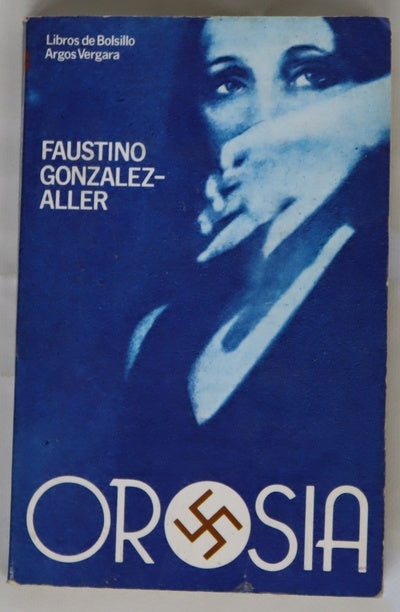 Libros de Bolsillo
Argos Vergara
FAUSTINO
GONZALEZ-
ALLER
OROSIA